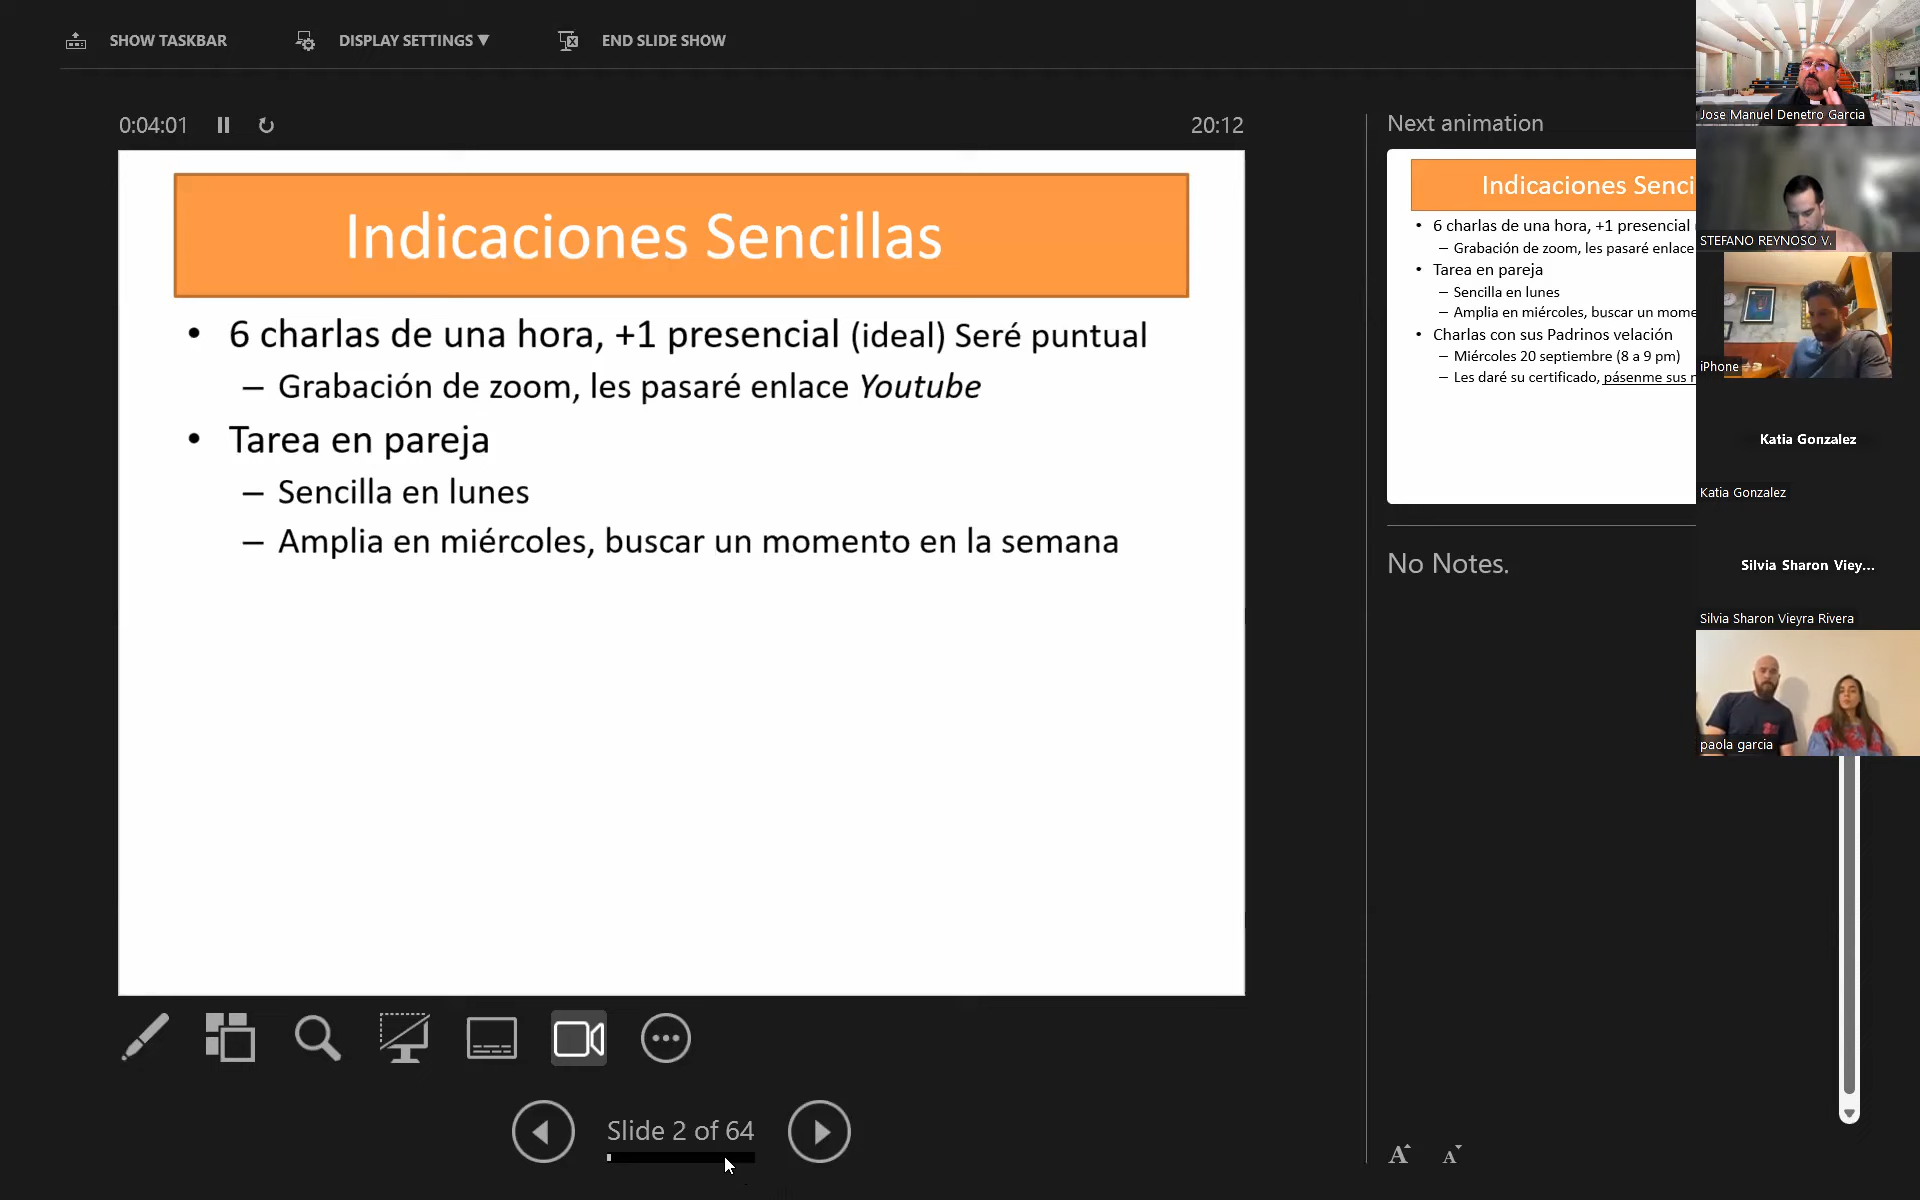 SHOW TASKBAR
DISPLAY SETTINGS ▼
END SLIDE SHOW
0:04:01
20:12
Indicaciones Sencillas
• 6 charlas de una hora, +1 presencial (ideal) Seré puntual
– Grabación de zoom, les pasaré enlace Youtube
• Tarea en pareja
– Sencilla en lunes
– Amplia en miércoles, buscar un momento en la semana
Slide 2 of 64
Next animation
Indicaciones Senci
• 6 charlas de una hora, +1 presencial
– Grabación de zoom, les pasaré enlace
• Tarea en pareja
– Sencilla en lunes
– Amplia en miércoles, buscar un mome
• Charlas con sus Padrinos velación
– Miércoles 20 septiembre (8 a 9 pm)
– Les daré su certificado, pásenme sus
No Notes.
A A
Jose Manuel Denetro Garcia
STEFANO REYNOSO V.
iPhone
Katia Gonzalez
Katia Gonzalez
Silvia Sharon Viey...
Silvia Sharon Vieyra Rivera
paola garcia